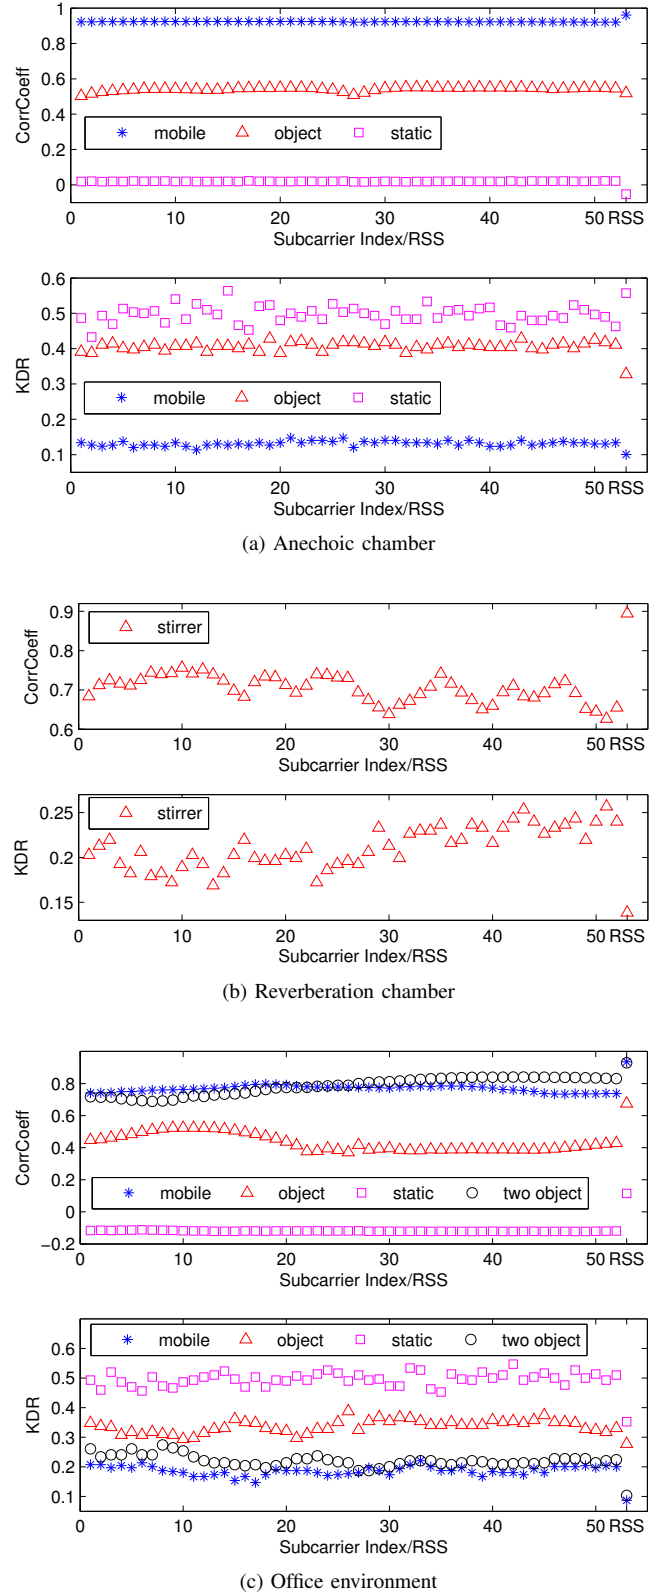 1
0.8
0.6
0.4
0.2
0
CorrCoeff
mobile object static
0 10 20 30 40 50 RSS
Subcarrier Index/RSS
0.6
0.5
0.4
0.3
0.2
0.1
KDR
mobile object static
0 10 20 30 40 50 RSS
Subcarrier Index/RSS
(a) Anechoic chamber
0.9
0.8
0.7
0.6
CorrCoeff
stirrer
0 10 20 30 40 50 RSS
Subcarrier Index/RSS
0.25
0.2
0.15
KDR
stirrer
0 10 20 30 40 50 RSS
Subcarrier Index/RSS
(b) Reverberation chamber
0.8
0.6
0.4
0.2
0
−0.2
CorrCoeff
mobile object static two object
0 10 20 30 40 50 RSS
Subcarrier Index/RSS
0.6
0.5
0.4
0.3
0.2
0.1
KDR
mobile object static two object
0 10 20 30 40 50 RSS
Subcarrier Index/RSS
(c) Office environment